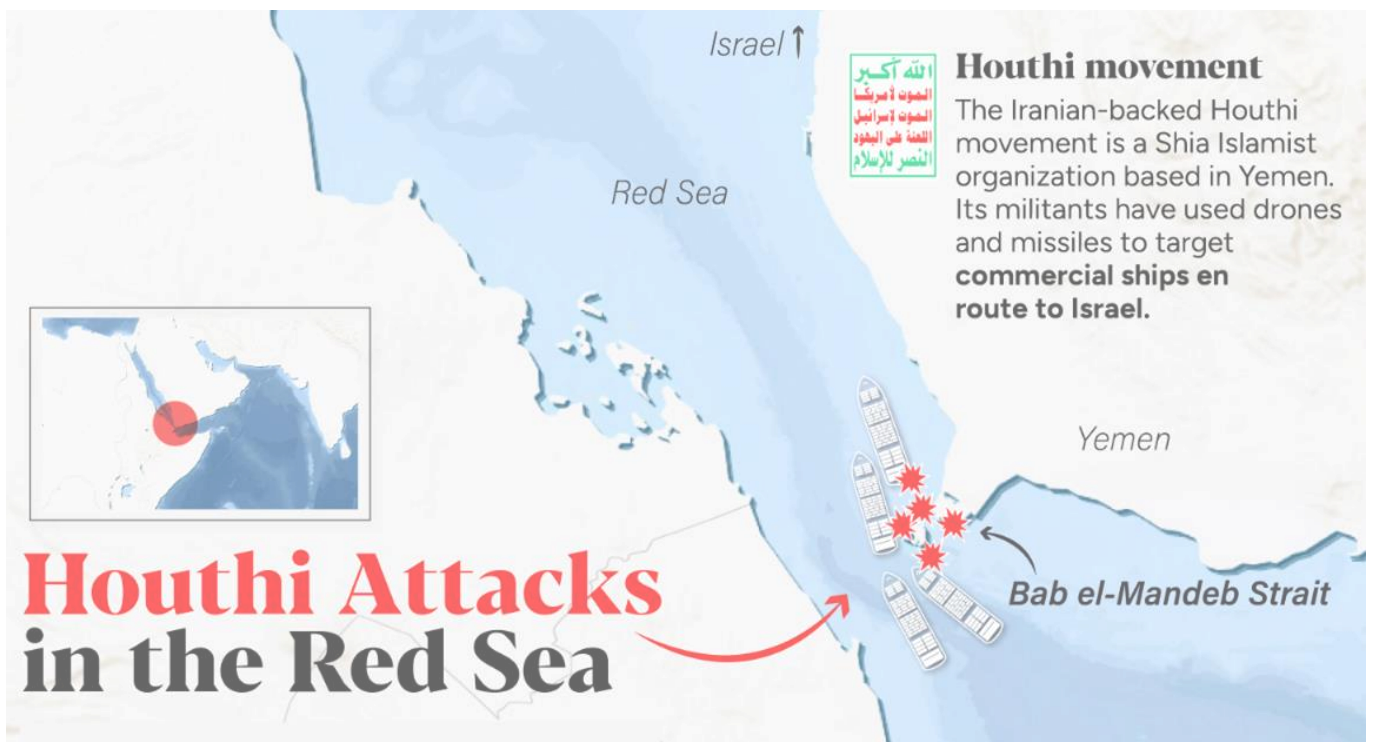 Israel
Red Sea
الله أكبر
الموت لأمريكا
الموت لإسرائيل
اللعنة على اليهود
النصر للإسلام
Houthi movement
The Iranian-backed Houthi
movement is a Shia Islamist
organization based in Yemen.
Its militants have used drones
and missiles to target
commercial ships en
route to Israel.
Yemen
Bab el-Mandeb Strait
Houthi Attacks
in the Red Sea